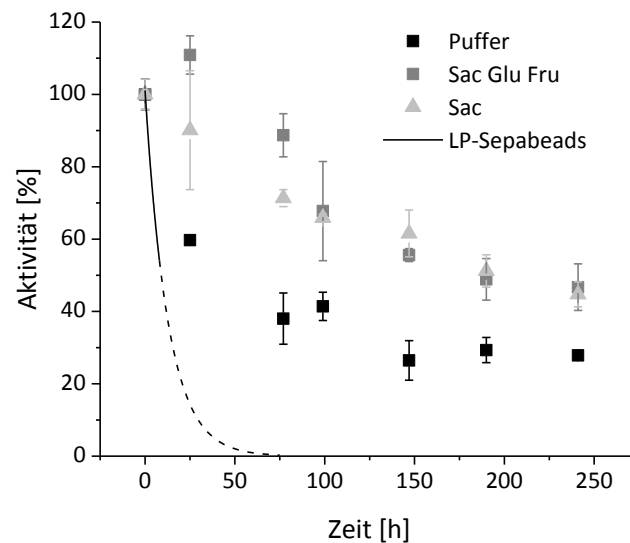 120
100
80
60
40
20
0
Aktivität [%]
Puffer
Sac Glu Fru
Sac
LP-Sepabeads
0 50 100 150 200 250
Zeit [h]